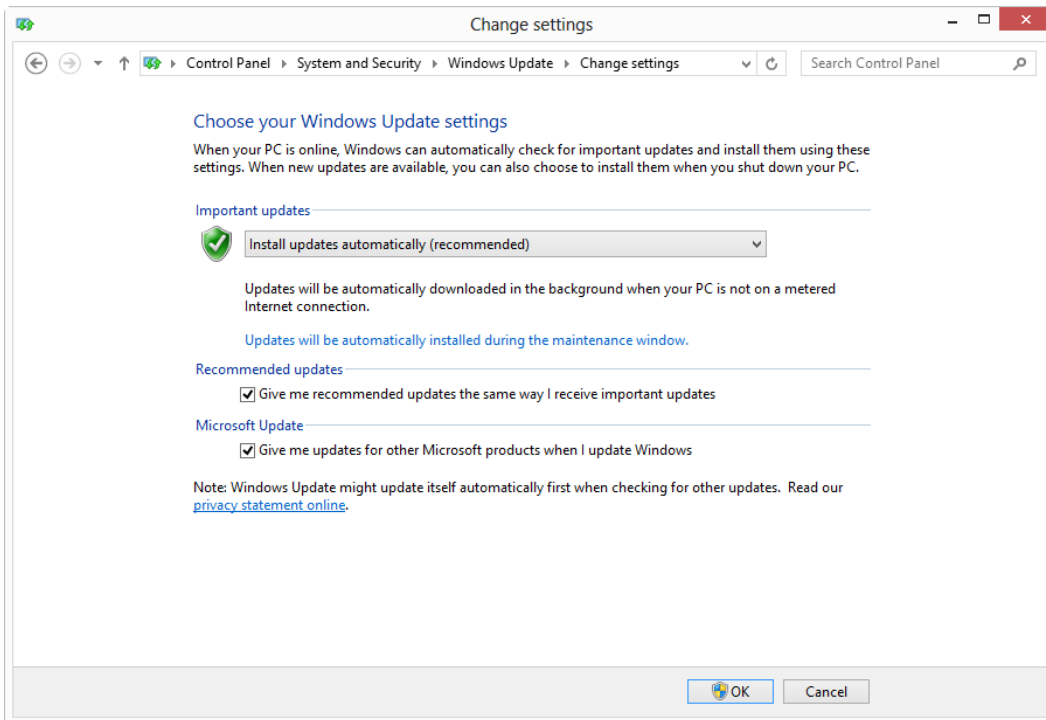 Change settings
Control Panel System and Security Windows Update Change settings
Search Control Panel
Choose your Windows Update settings
When your PC is online, Windows can automatically check for important updates and install them using these
settings. When new updates are available, you can also choose to install them when you shut down your PC.
Important updates
Install updates automatically (recommended)
Updates will be automatically downloaded in the background when your PC is not on a metered
Internet connection.
Updates will be automatically installed during the maintenance window.
Recommended updates
Give me recommended updates the same way I receive important updates
Microsoft Update
Give me updates for other Microsoft products when I update Windows
Note: Windows Update might update itself automatically first when checking for other updates. Read our
privacy statement online.
OK
Cancel